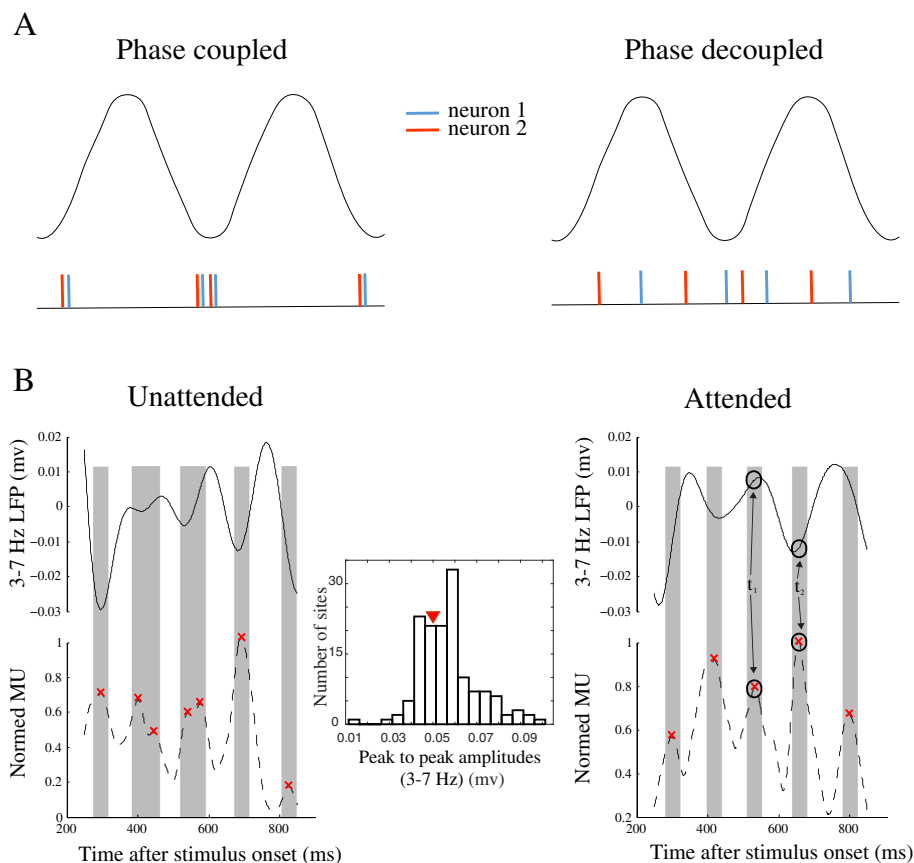 A
Phase coupled
Phase decoupled
neuron 1
neuron 2
B
Unattended
Attended
3-7 Hz LFP (mv)
0.02
0.01
0
−0.01
−0.02
−0.03
Normed MU
1
0.8
0.6
0.4
0.2
0
200
400
600
800
Time after stimulus onset (ms)
Number of sites
30
15
0
0.01
0.03
0.05
0.07
0.09
Peak to peak amplitudes
(3-7 Hz) (mv)
3-7 Hz LFP (mv)
0.02
0.01
0
−0.01
−0.02
−0.03
t1
t2
Normed MU
1
0.8
0.6
0.4
0.2
200
400
600
800
Time after stimulus onset (ms)